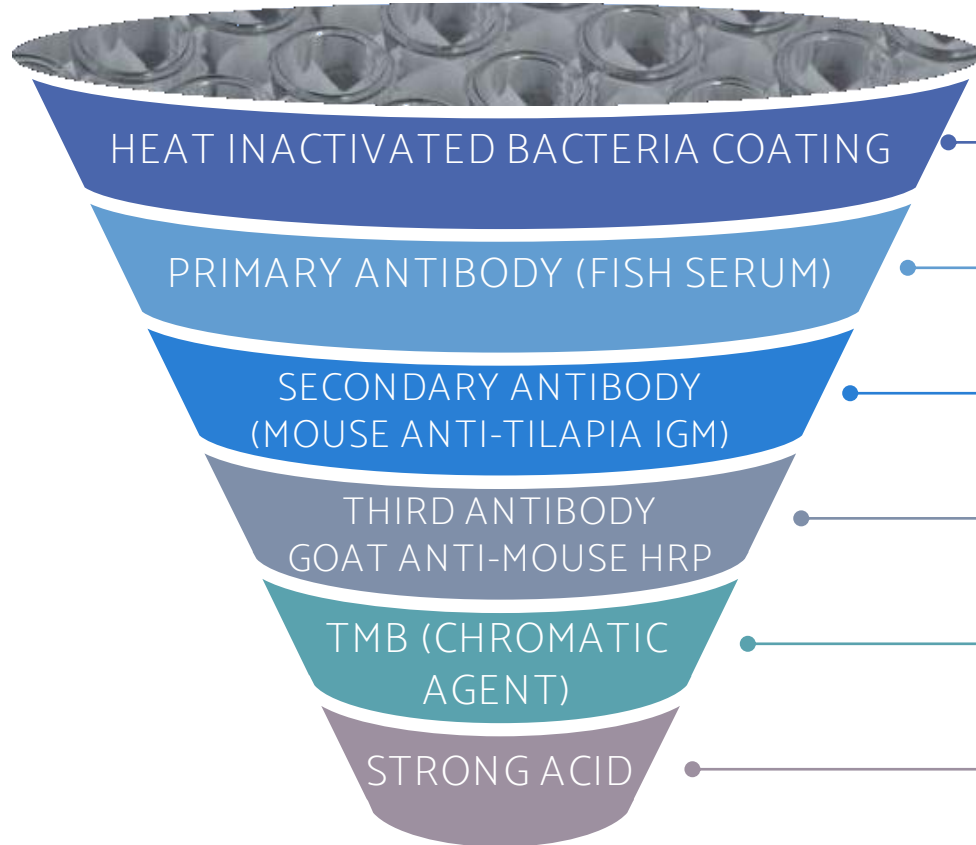 HEAT INACTIVATED BACTERIA COATING
PRIMARY ANTIBODY (FISH SERUM)
SECONDARY ANTIBODY
(MOUSE ANTI-TILAPIA IGM)
THIRD ANTIBODY
GOAT ANTI-MOUSE HRP
TMB (CHROMATIC
AGENT)
STRONG ACID